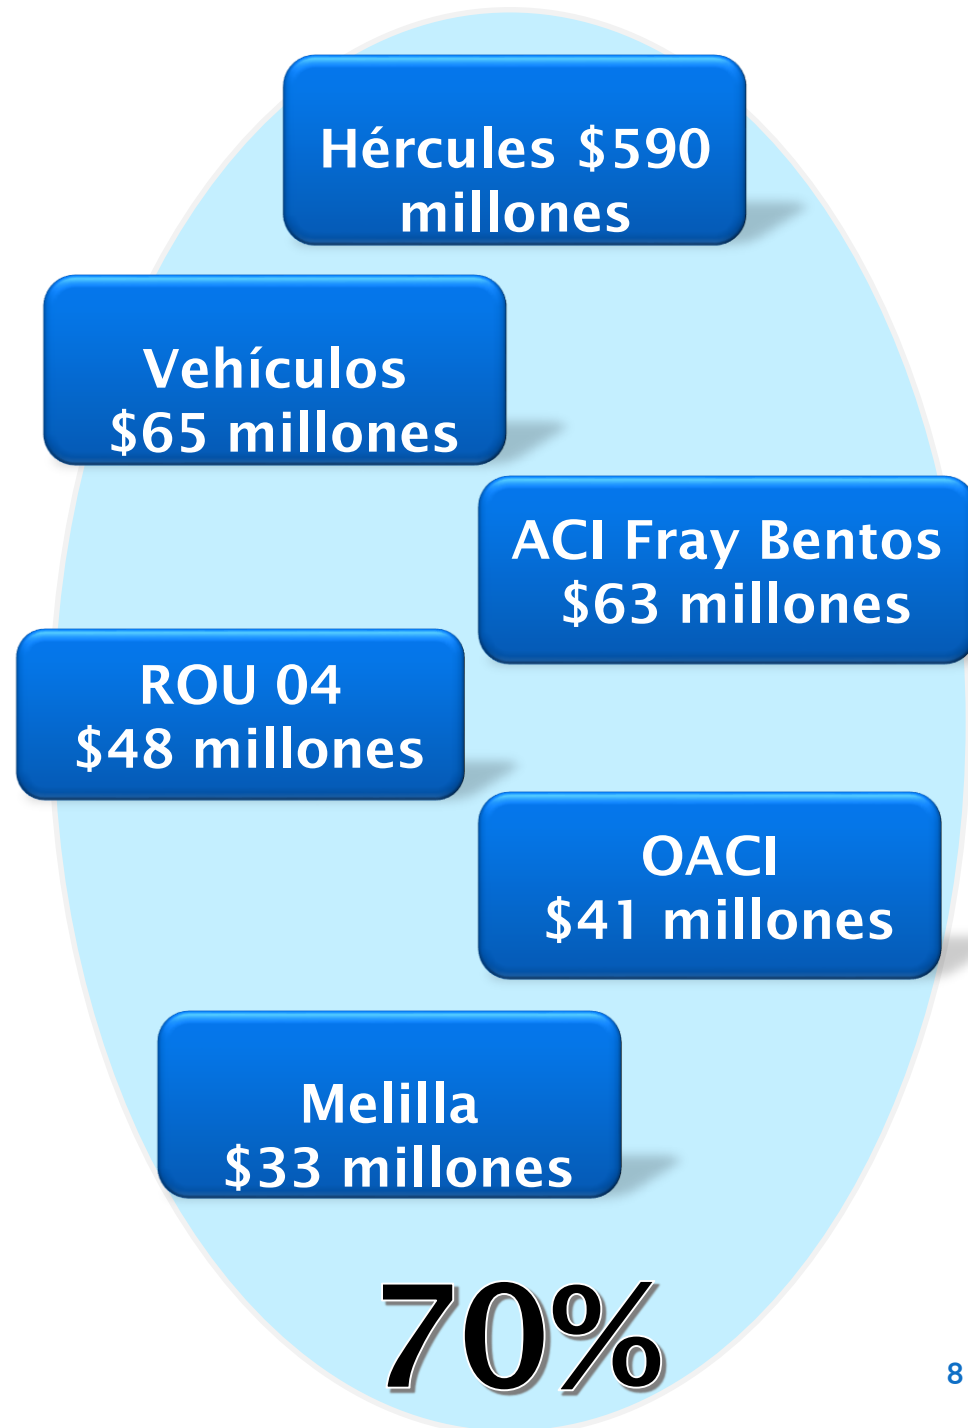 Hércules $590
millones
Vehículos
$65 millones
ACI Fray Bentos
$63 millones
ROU 04
$48 millones
OACI
$41 millones
Melilla
$33 millones
70%
8